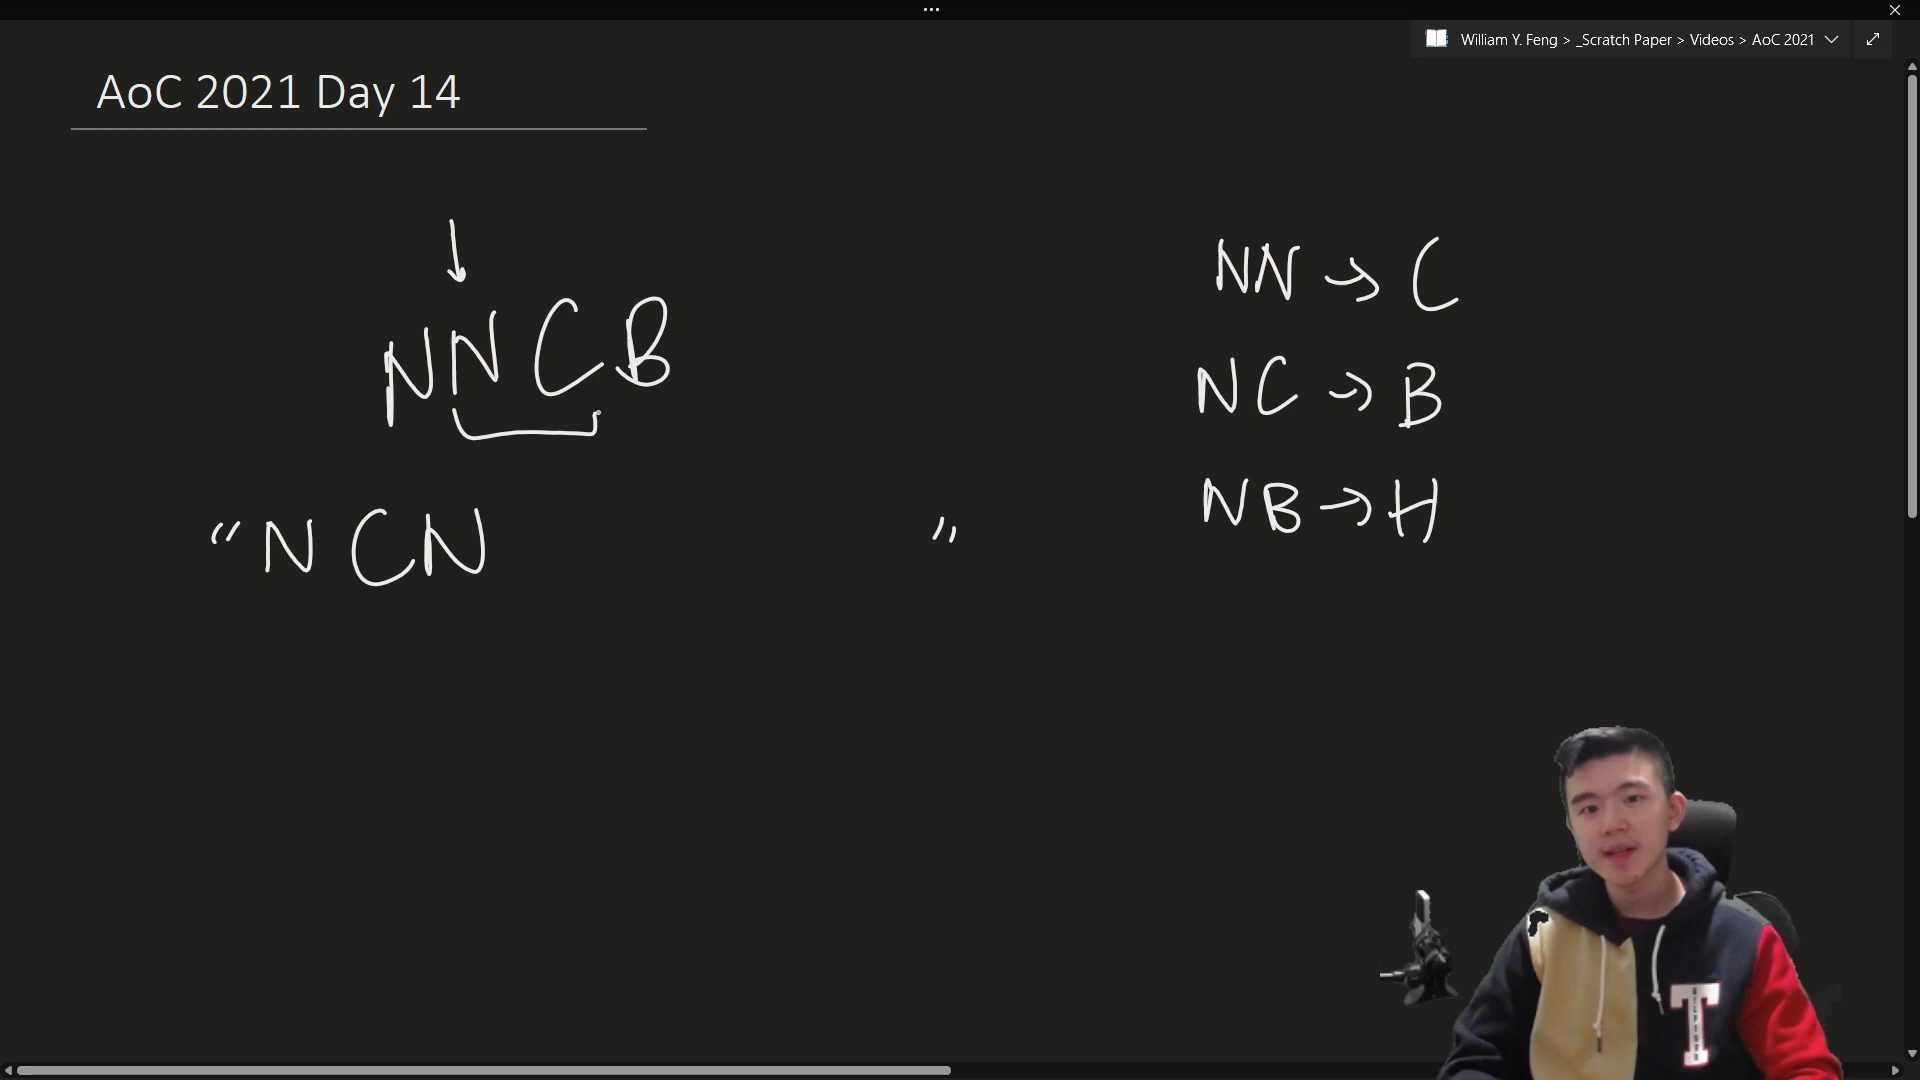 ...
William Y. Feng > _Scratch Paper > Videos > AoC 2021
AoC 2021 Day 14
NNCB
NN → C
NC → B
NB → H
"NCN "
T